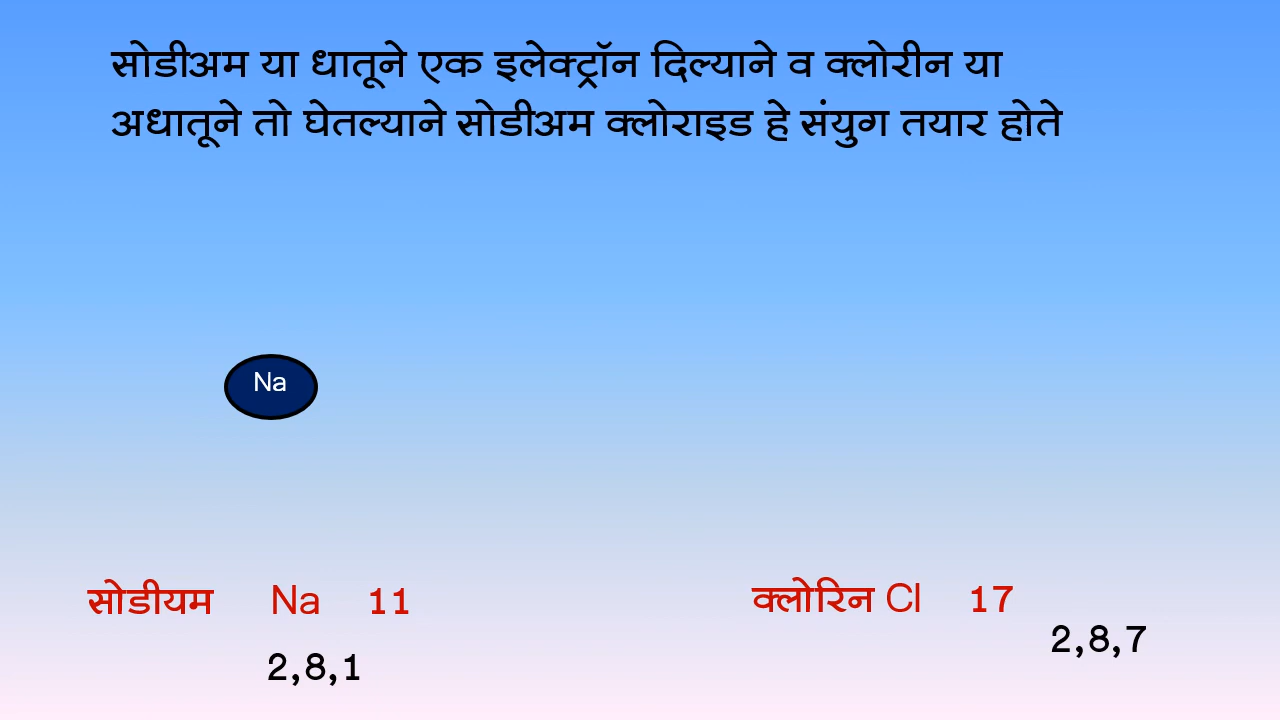 सोडीअम या धातूने एक इलेक्ट्रॉन दिल्याने व क्लोरीन या
अधातूने तो घेतल्याने सोडीअम क्लोराइड हे संयुग तयार होते
Na
सोडीयम Na 11
क्लोरिन Cl 17
2,8,7
2,8,1